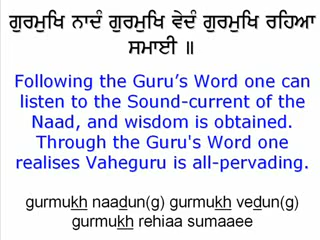 ਗੁਰਮੁਖਿ ਨਾਦੰ ਗੁਰਮੁਖਿ ਵੇਦੰ ਗੁਰਮੁਖਿ ਰਹਿਆ
ਸਮਾਈ ॥
Following the Guru's Word one can
listen to the Sound-current of the
Naad, and wisdom is obtained.
Through the Guru's Word one
realises Vaheguru is all-pervading.
gurmukh naadun(g) gurmukh vedun(g)
gurmukh rehiaa sumaaee